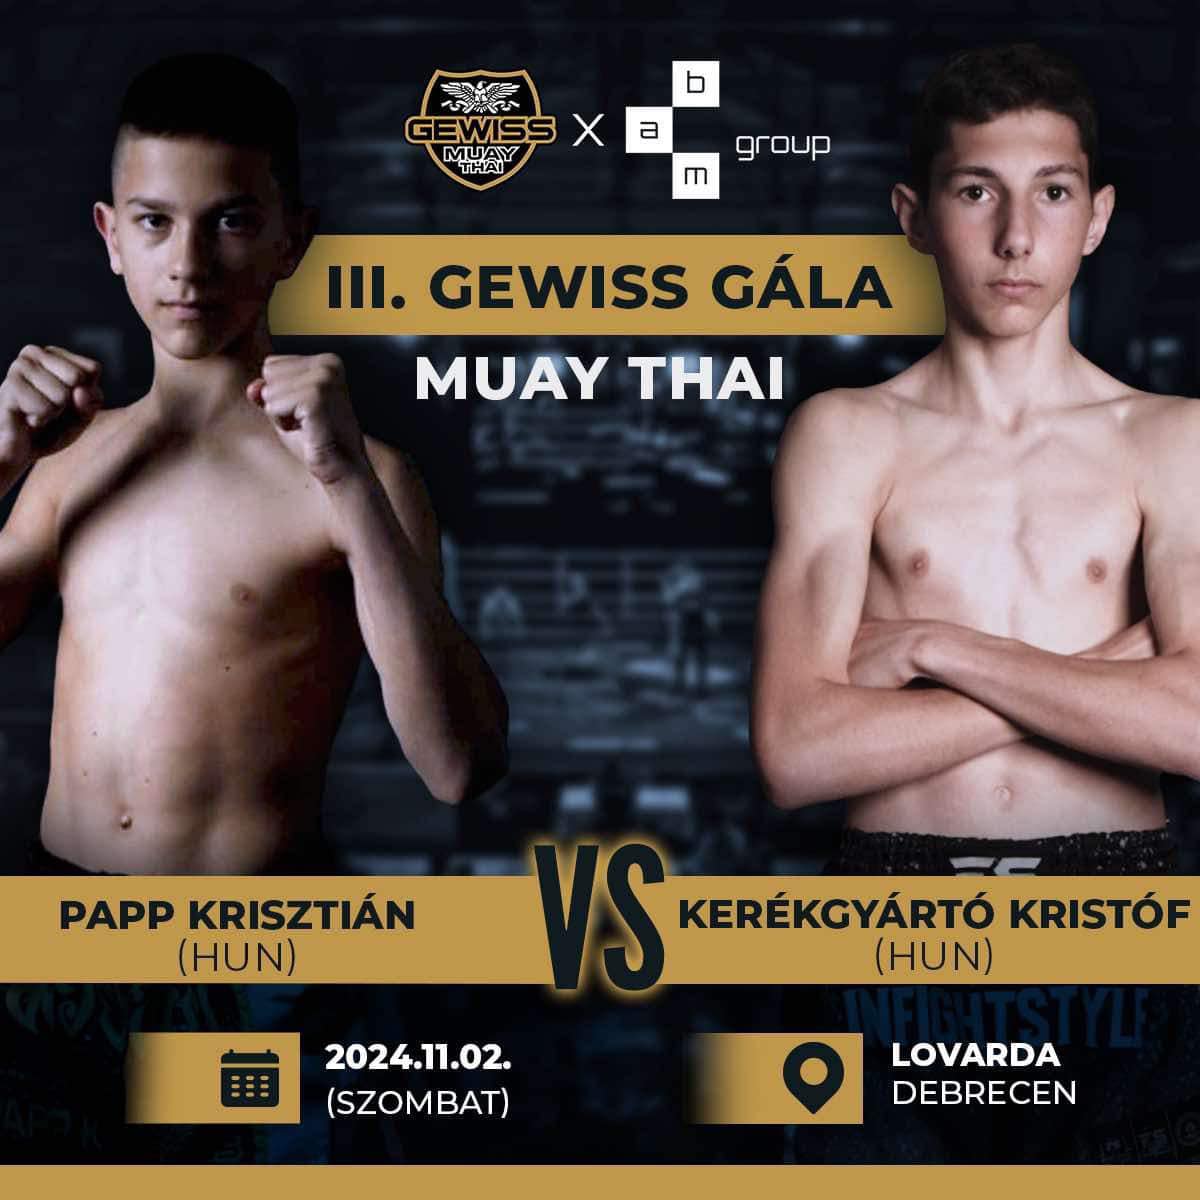 GEWISS
MUAY
THAI
X
b
a
m
group
III. GEWISS GÁLA
MUAY THAI
VS
PAPP KRISZTIÁN
(HUN)
KERÉKGYÁRTÓ KRISTÓF
(HUN)
INFIGHTSTYLE
2024.11.02.
(SZOMBAT)
LOVARDA
DEBRECEN